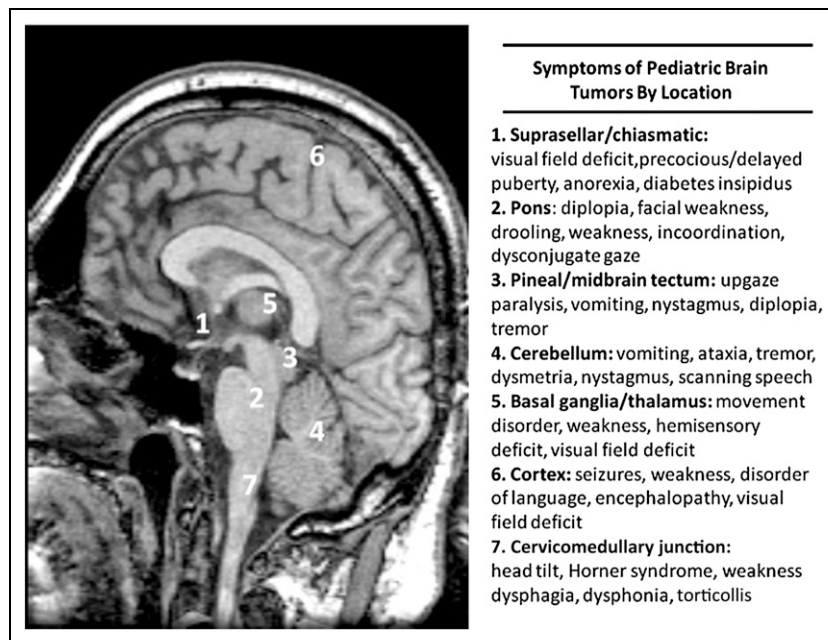 Symptoms of Pediatric Brain
Tumors By Location
1. Suprasellar/chiasmatic:
visual field deficit,precocious/delayed
puberty, anorexia, diabetes insipidus
2. Pons: diplopia, facial weakness,
drooling, weakness, incoordination,
dysconjugate gaze
3. Pineal/midbrain tectum: upgaze
paralysis, vomiting, nystagmus, diplopia,
tremor
4. Cerebellum: vomiting, ataxia, tremor,
dysmetria, nystagmus, scanning speech
5. Basal ganglia/thalamus: movement
disorder, weakness, hemisensory
deficit, visual field deficit
6. Cortex: seizures, weakness, disorder
of language, encephalopathy, visual
field deficit
7. Cervicomedullary junction:
head tilt, Horner syndrome, weakness
dysphagia, dysphonia, torticollis
6
5
1
3
2
4
7